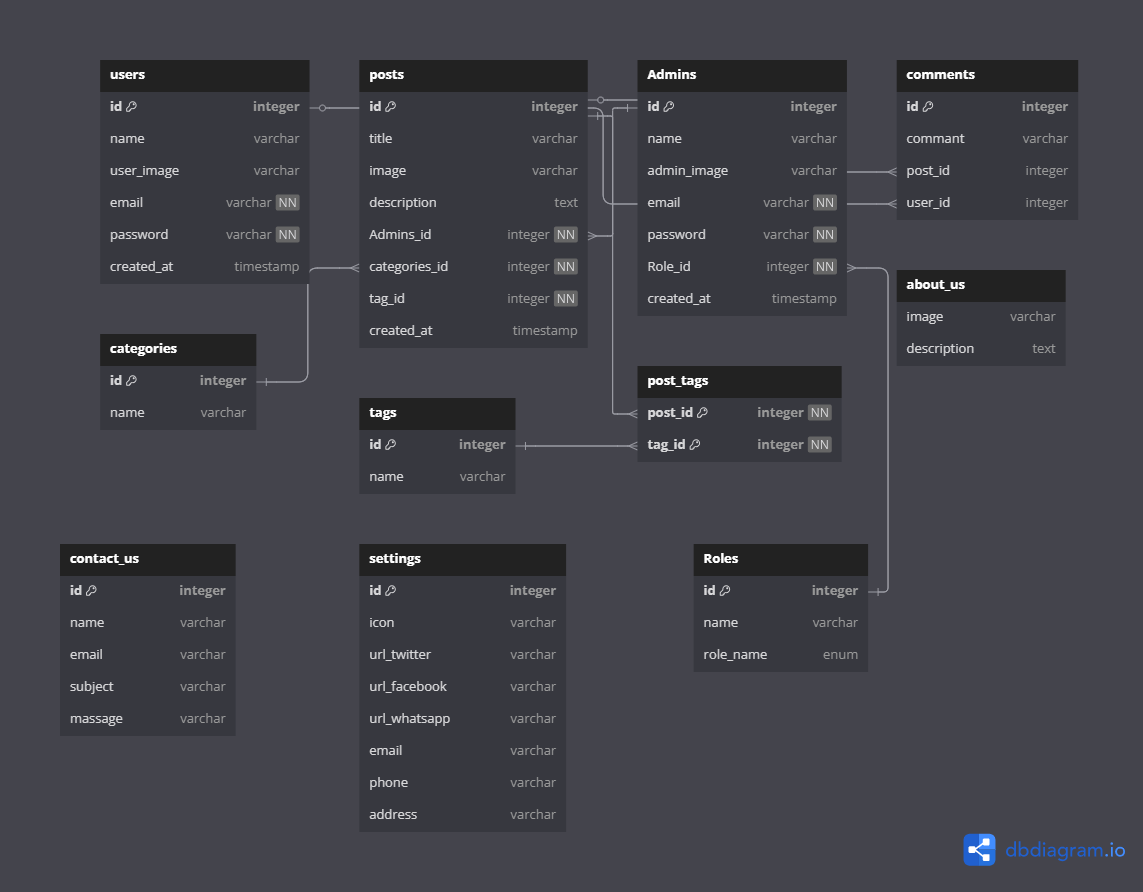 users
id integer
name varchar
user_image varchar
email varchar NN
password varchar NN
created_at timestamp
posts
id integer
title varchar
image varchar
description text
Admins_id integer NN
categories_id integer NN
tag_id integer NN
created_at timestamp
Admins
id integer
name varchar
admin_image varchar
email varchar NN
password varchar NN
Role_id integer NN
created_at timestamp
comments
id integer
commant varchar
post_id integer
user_id integer
about_us
image varchar
description text
categories
id integer
name varchar
tags
id integer
name varchar
post_tags
post_id integer NN
tag_id integer NN
contact_us
id integer
name varchar
email varchar
subject varchar
massage varchar
settings
id integer
icon varchar
url_twitter varchar
url_facebook varchar
url_whatsapp varchar
email varchar
phone varchar
address varchar
Roles
id integer
name varchar
role_name enum
dbdiagram.io